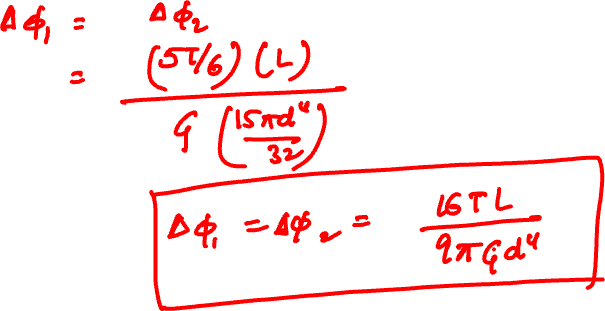 Δφ₁ = Δφ₂
= (5T/6) (L) / G (15πd⁴/32)
Δφ₁ = Δφ₂ = 16TL / 9πGd⁴